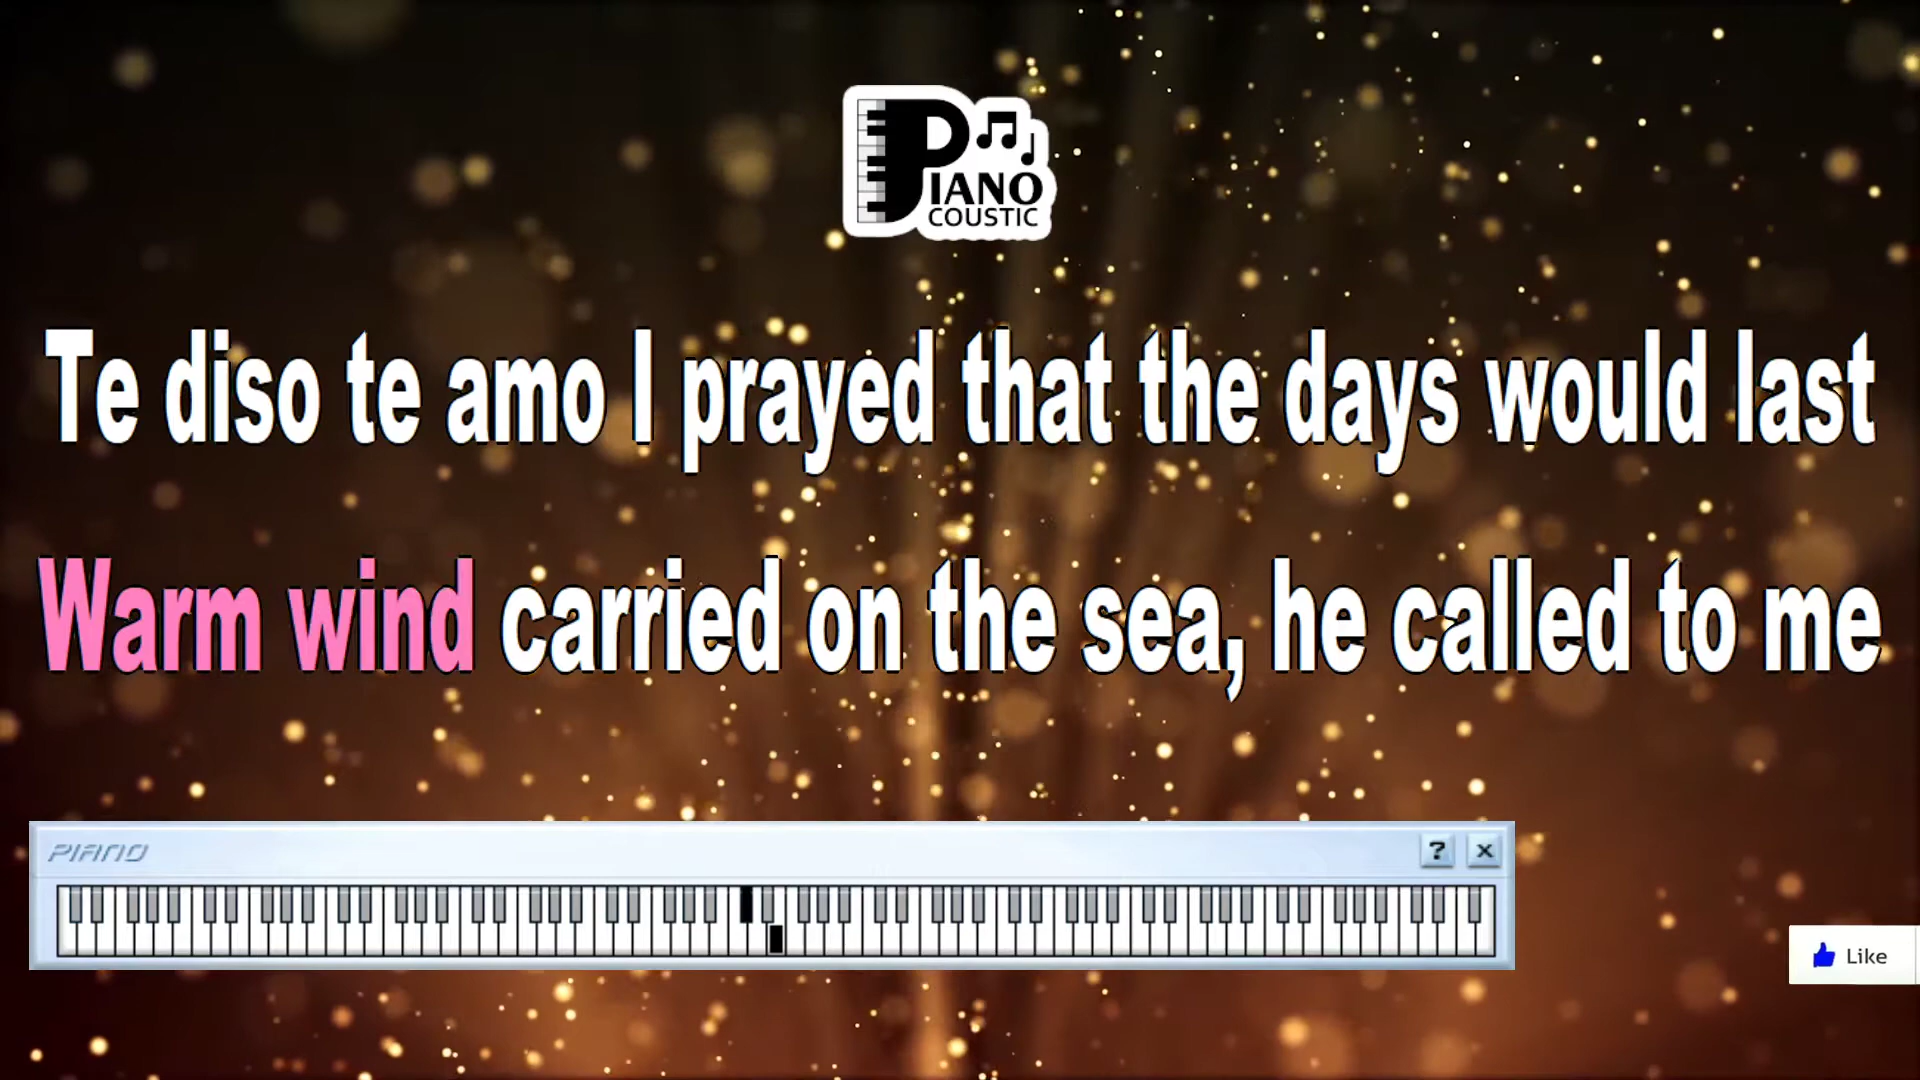 PIANO
COUSTIC
Te diso te amo I prayed that the days would last
Warm wind carried on the sea, he called to me
PIANO
? x
Like